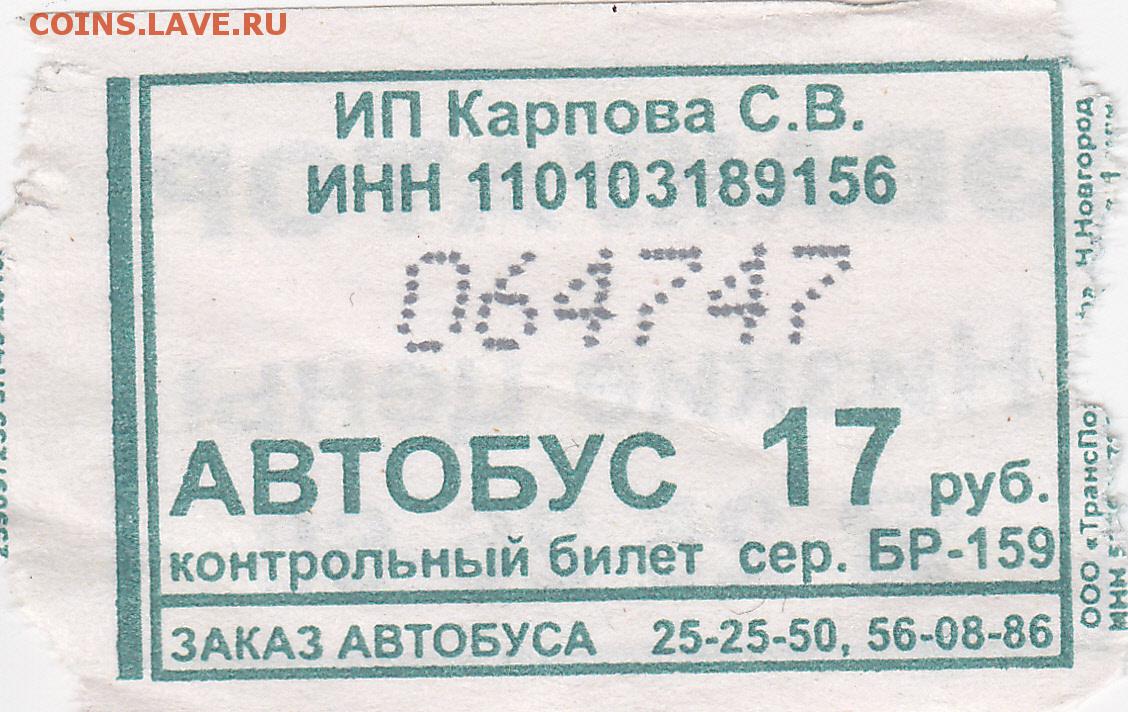 COINS.LAVE.RU
ИП Карпова С.В.
ИНН 110103189156
064747
АВТОБУС 17 руб.
контрольный билет сер. БР-159
ЗАКАЗ АВТОБУСА 25-25-50, 56-08-86
Н.Новгород
ООО «ТрансПо